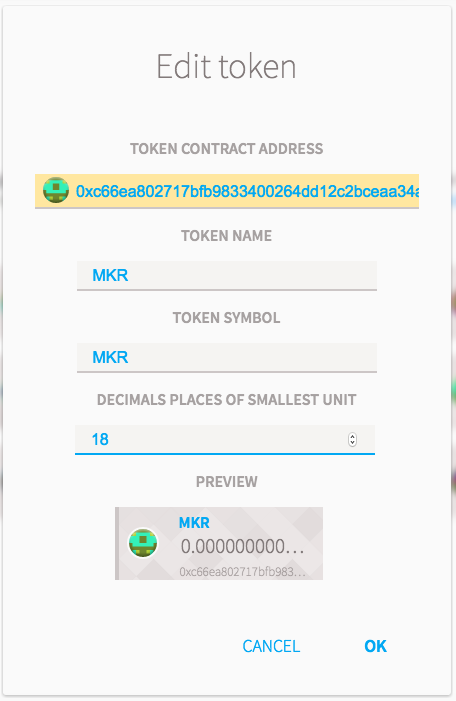 Edit token
TOKEN CONTRACT ADDRESS
0xc66ea802717bfb9833400264dd12c2bceaa34a
TOKEN NAME
MKR
TOKEN SYMBOL
MKR
DECIMALS PLACES OF SMALLEST UNIT
18
PREVIEW
MKR
0.000000000...
0xc66ea802717bfb983...
CANCEL OK